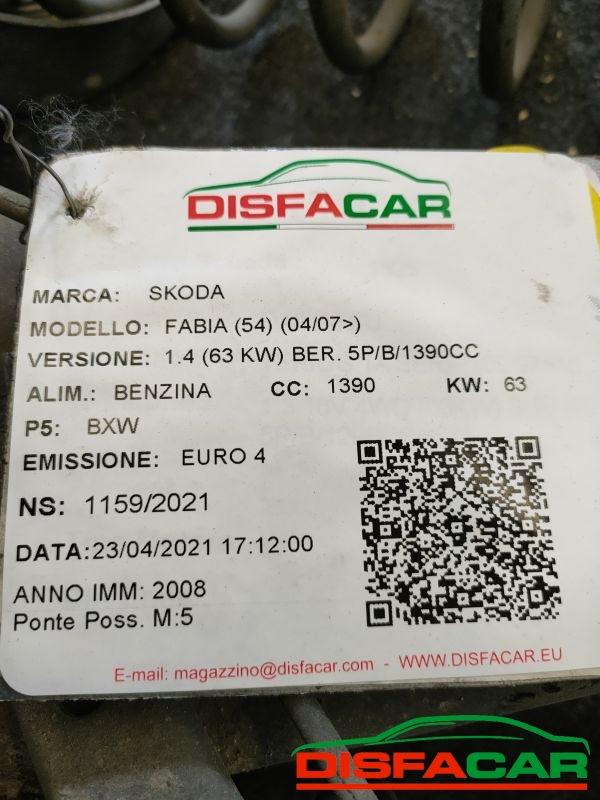 DISFACAR
MARCA: SKODA
MODELLO: FABIA (54) (04/07>)
VERSIONE: 1.4 (63 KW) BER. 5P/B/1390CC
ALIM.: BENZINA CC: 1390 KW: 63
P5: BXW
EMISSIONE: EURO 4
NS: 1159/2021
DATA:23/04/2021 17:12:00
ANNO IMM: 2008
Ponte Poss. M:5
E-mail: magazzino@disfacar.com - WWW.DISFACAR.EU
DISFACAR